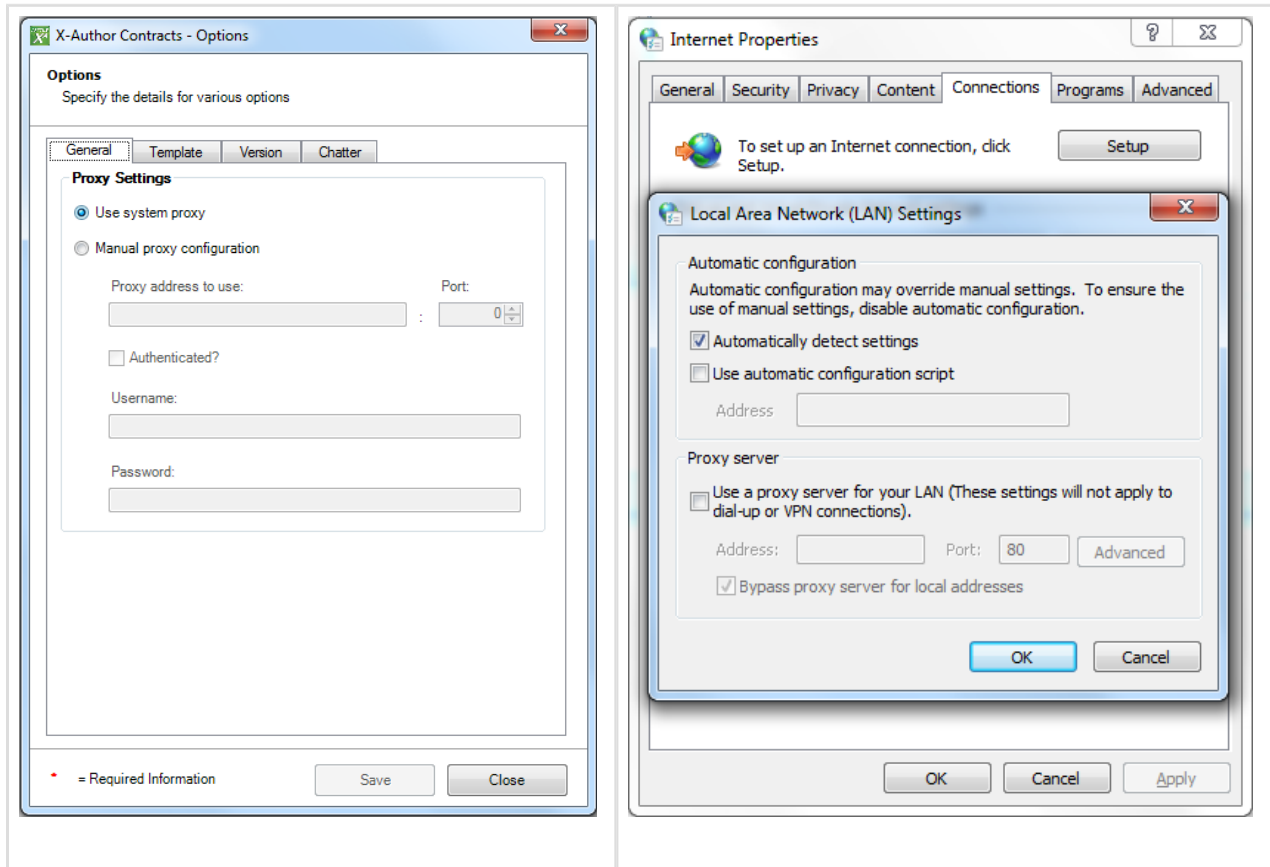 X-Author Contracts - Options
Options
Specify the details for various options
General Template Version Chatter
Proxy Settings
Use system proxy
Manual proxy configuration
Proxy address to use: Port:
: 0
Authenticated?
Username:
Password:
* = Required Information Save Close
Internet Properties
General Security Privacy Content Connections Programs Advanced
To set up an Internet connection, click
Setup.
Setup
Local Area Network (LAN) Settings
Automatic configuration
Automatic configuration may override manual settings. To ensure the
use of manual settings, disable automatic configuration.
Automatically detect settings
Use automatic configuration script
Address
Proxy server
Use a proxy server for your LAN (These settings will not apply to
dial-up or VPN connections).
Address: Port: 80 Advanced
Bypass proxy server for local addresses
OK Cancel
OK Cancel Apply